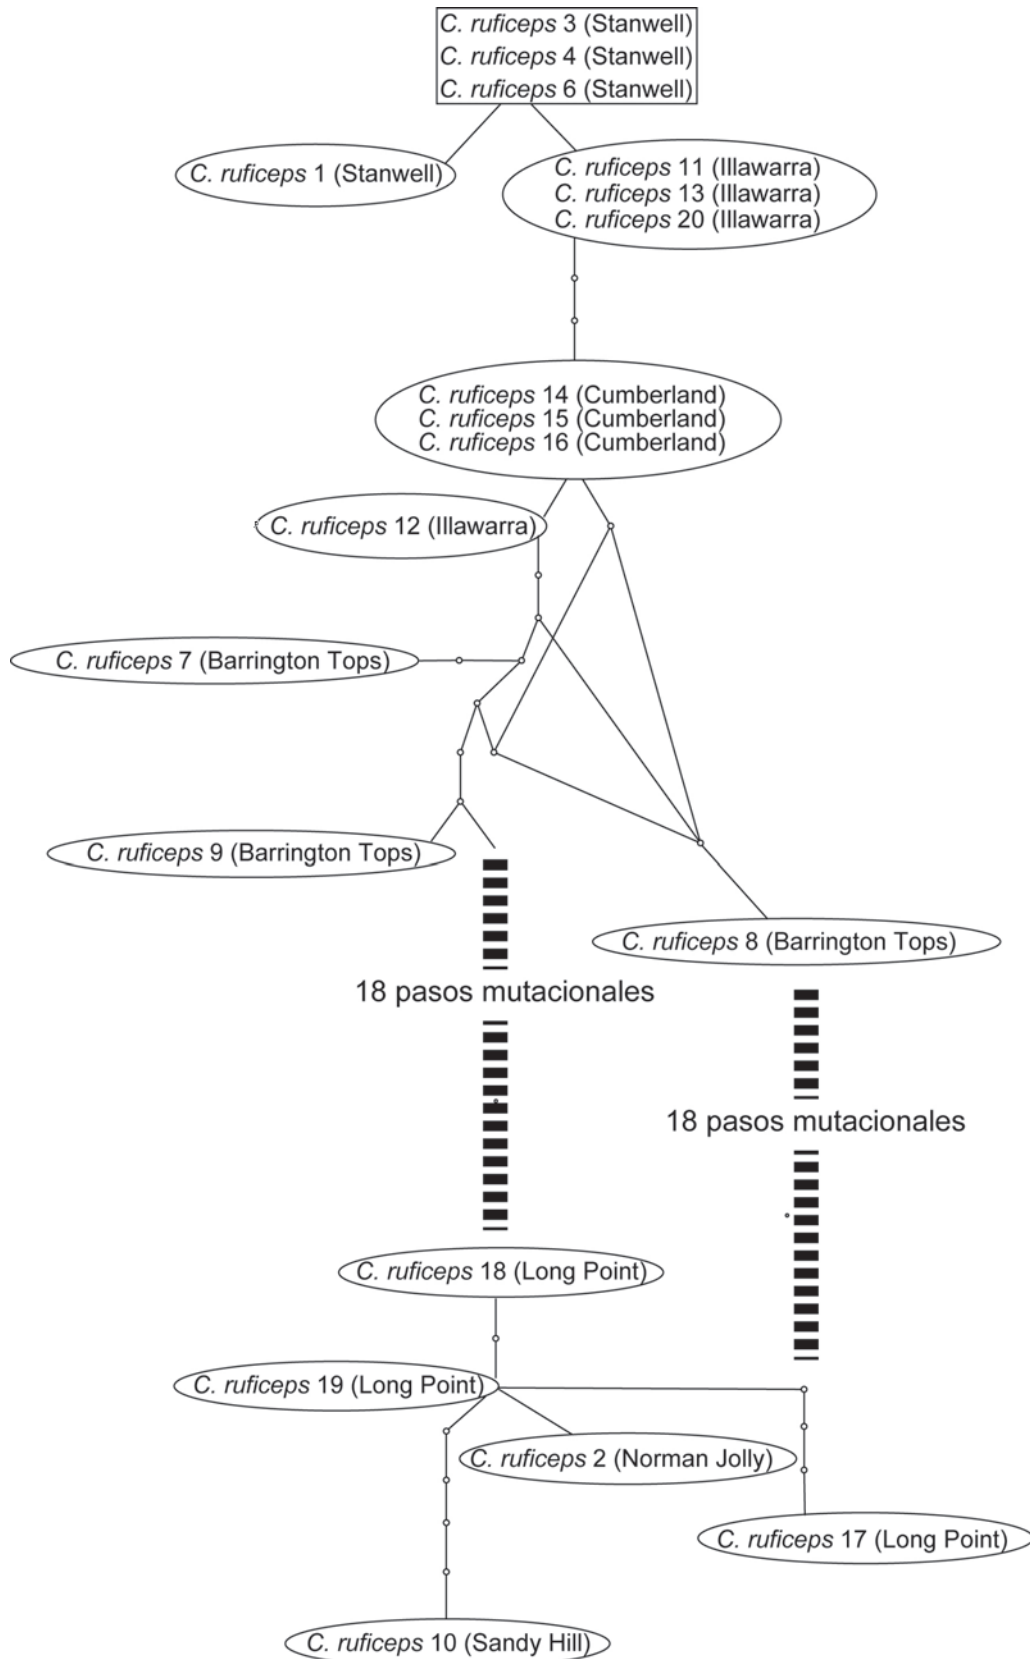 C. ruficeps 3 (Stanwell)
C. ruficeps 4 (Stanwell)
C. ruficeps 6 (Stanwell)
C. ruficeps 1 (Stanwell)
C. ruficeps 11 (Illawarra)
C. ruficeps 13 (Illawarra)
C. ruficeps 20 (Illawarra)
C. ruficeps 14 (Cumberland)
C. ruficeps 15 (Cumberland)
C. ruficeps 16 (Cumberland)
C. ruficeps 12 (Illawarra)
C. ruficeps 7 (Barrington Tops)
C. ruficeps 9 (Barrington Tops)
C. ruficeps 8 (Barrington Tops)
18 pasos mutacionales
18 pasos mutacionales
C. ruficeps 18 (Long Point)
C. ruficeps 19 (Long Point)
C. ruficeps 2 (Norman Jolly)
C. ruficeps 17 (Long Point)
C. ruficeps 10 (Sandy Hill)